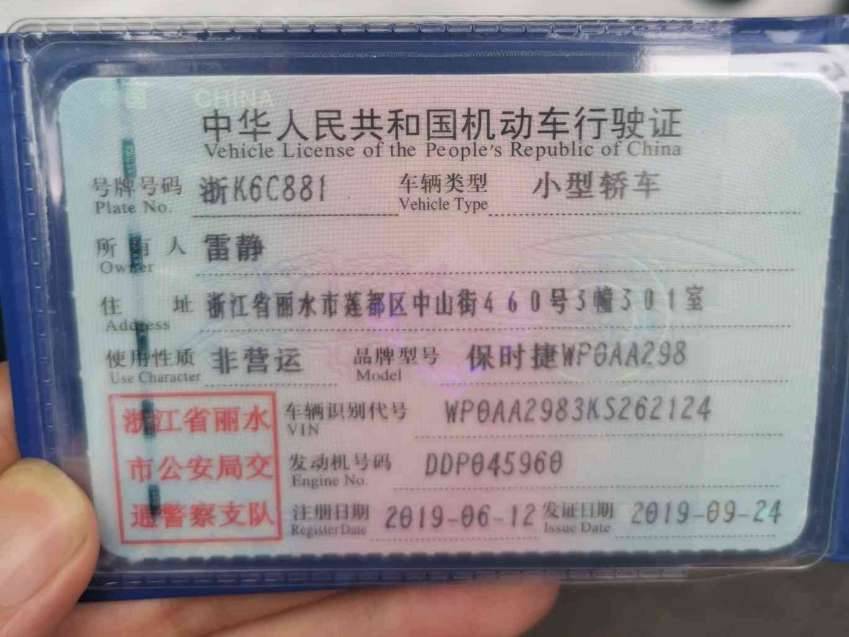 中国 CHINA
中华人民共和国机动车行驶证
Vehicle License of the People's Republic of China
号牌号码 浙K6C881 车辆类型 小型轿车
Plate No. Vehicle Type
所有人 雷静
Owner
住址 浙江省丽水市莲都区中山街460号3幢301室
Address
使用性质 非营运 品牌型号 保时捷WP0AA298
Use Character Model
浙江省丽水
市公安局交
通警察支队
车辆识别代号 WP0AA2983KS262124
VIN
发动机号码 DDP045960
Engine No.
注册日期 2019-06-12 发证日期 2019-09-24
Register Date Issue Date